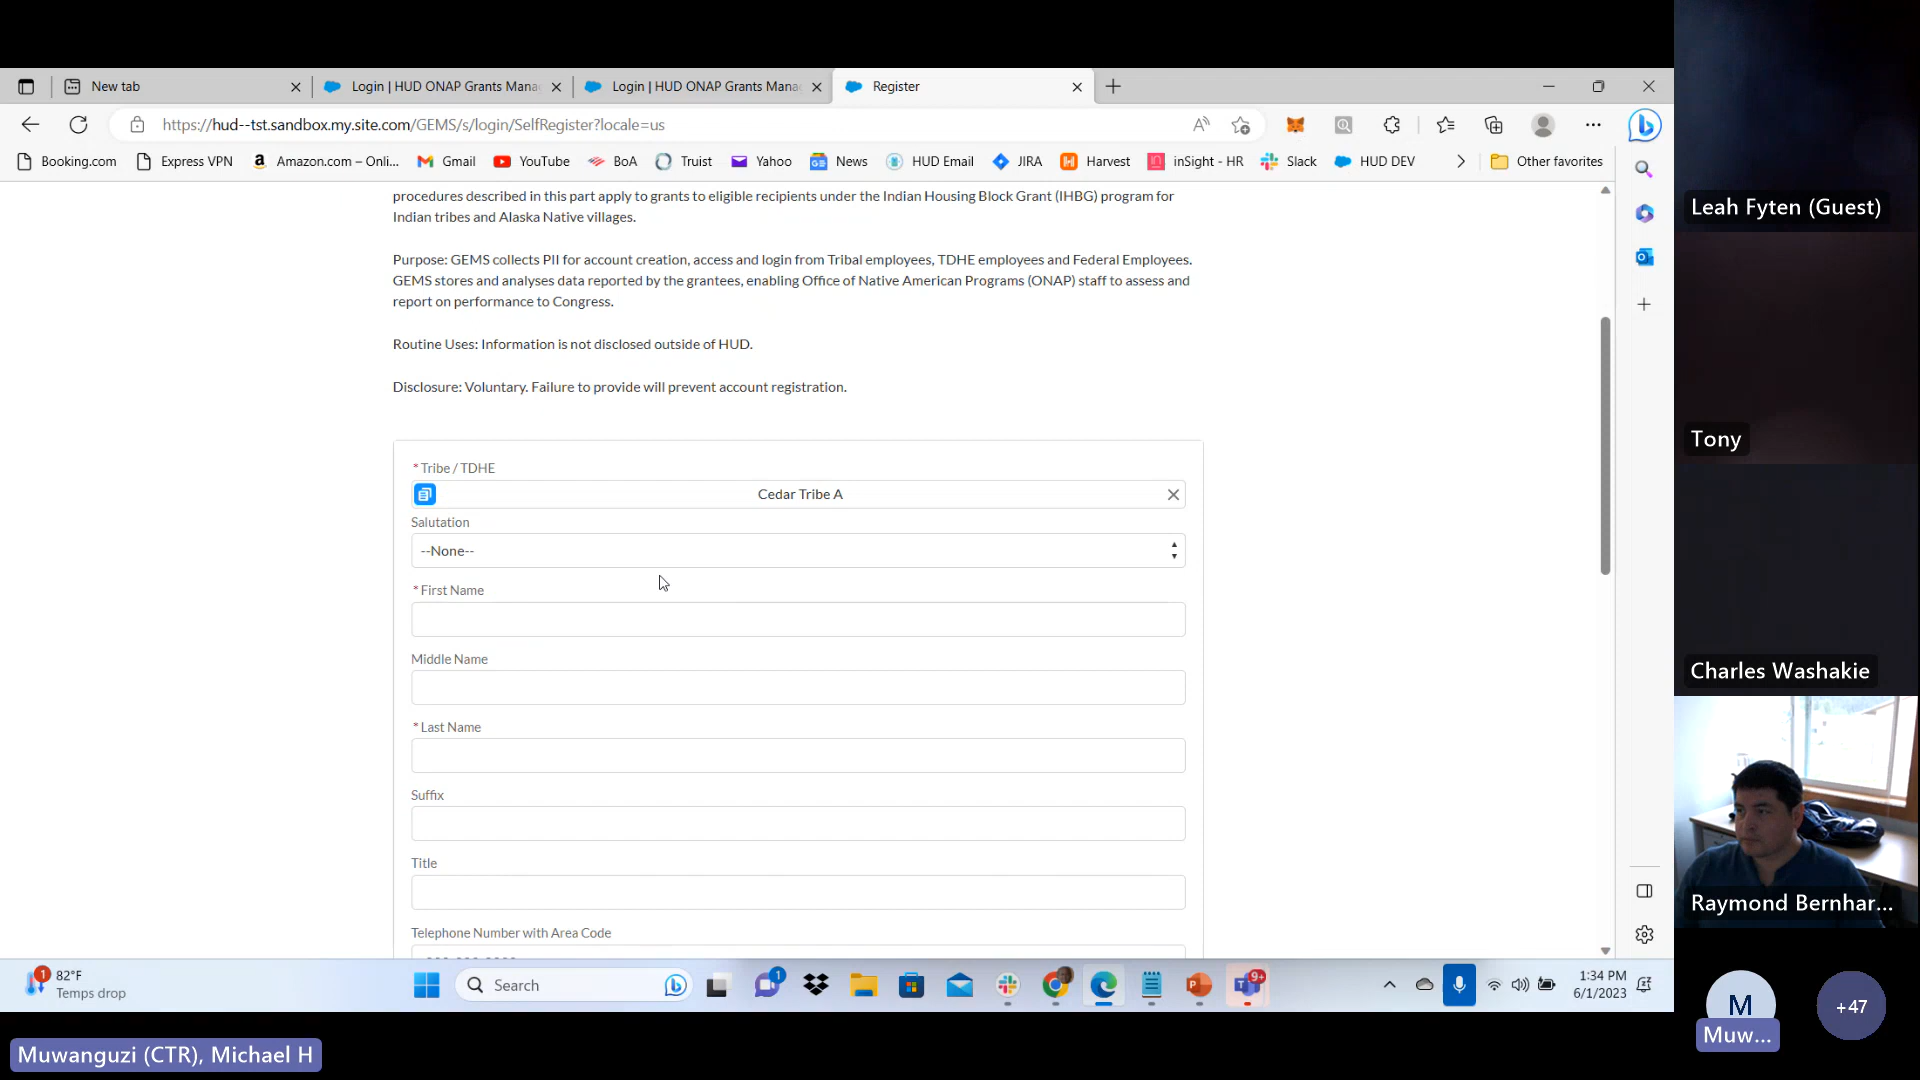 New tab
Login | HUD ONAP Grants Mana
Login | HUD ONAP Grants Mana
Register
https://hud--tst.sandbox.my.site.com/GEMS/s/login/SelfRegister?locale=us
Booking.com
Express VPN
Amazon.com – Onli...
Gmail
YouTube
BoA
Truist
Yahoo
News
HUD Email
JIRA
Harvest
inSight - HR
Slack
HUD DEV
Other favorites
procedures described in this part apply to grants to eligible recipients under the Indian Housing Block Grant (IHBG) program for
Indian tribes and Alaska Native villages.
Purpose: GEMS collects PII for account creation, access and login from Tribal employees, TDHE employees and Federal Employees.
GEMS stores and analyses data reported by the grantees, enabling Office of Native American Programs (ONAP) staff to assess and
report on performance to Congress.
Routine Uses: Information is not disclosed outside of HUD.
Disclosure: Voluntary. Failure to provide will prevent account registration.
* Tribe / TDHE
Cedar Tribe A
Salutation
--None--
* First Name
Middle Name
* Last Name
Suffix
Title
Telephone Number with Area Code
Leah Fyten (Guest)
Tony
Charles Washakie
Raymond Bernhar...
M
Muw...
+47
1
82°F
Temps drop
Search
1
9+
1:34 PM
6/1/2023
Muwanguzi (CTR), Michael H